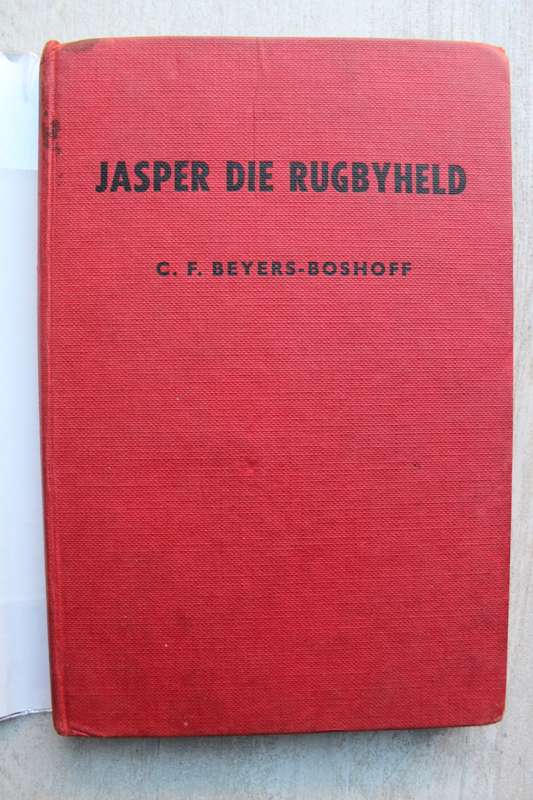 JASPER DIE RUGBYHELD
C. F. BEYERS-BOSHOFF